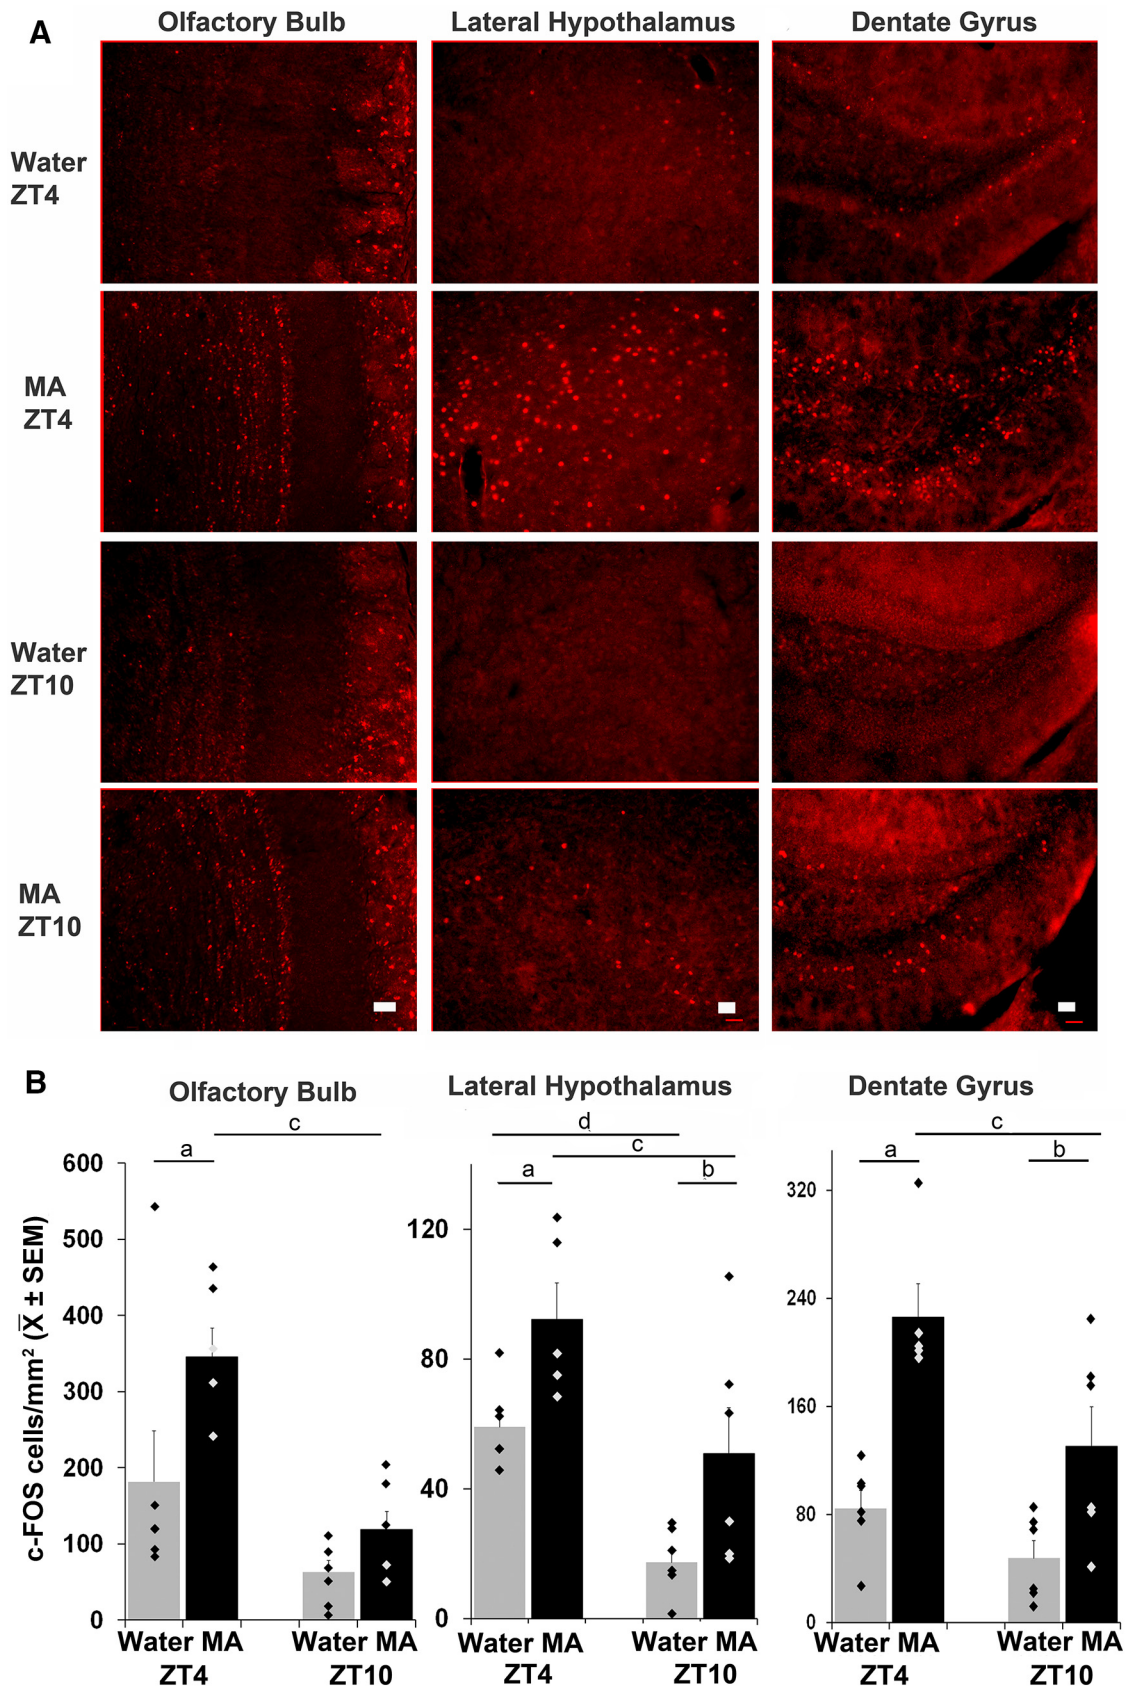 A
Olfactory Bulb
Lateral Hypothalamus
Dentate Gyrus
Water
ZT4
MA
ZT4
Water
ZT10
MA
ZT10
B
Olfactory Bulb
Lateral Hypothalamus
Dentate Gyrus
c-FOS cells/mm² (X̅ ± SEM)
a
c
600
500
400
300
200
100
0
Water MA
ZT4
Water MA
ZT10
d
c
a
b
120
80
40
0
Water MA
ZT4
Water MA
ZT10
c
a
b
320
240
160
80
0
Water MA
ZT4
Water MA
ZT10